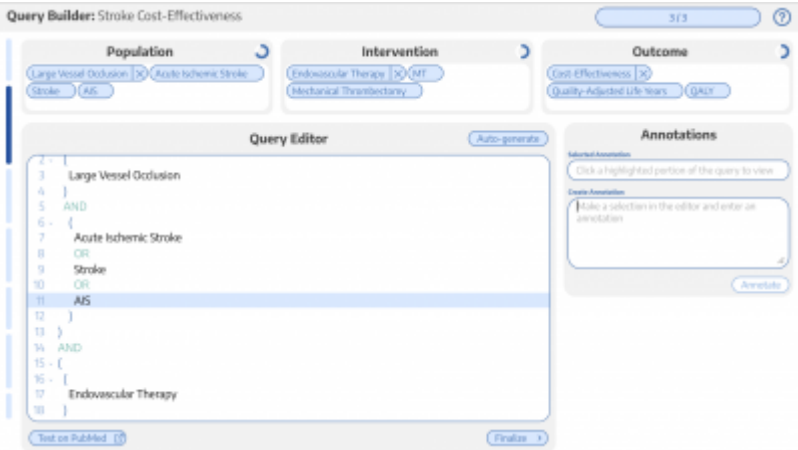 Query Builder: Stroke Cost-Effectiveness
3/3
?
Population
Large Vessel Occlusion X Acute Ischemic Stroke
Stroke AIS
Intervention
Endovascular Therapy X MT
Mechanical Thrombectomy
Outcome
Cost-Effectiveness X
Quality-Adjusted Life Years QALY
Query Editor
Auto-generate
2 - (
3 Large Vessel Occlusion
4 )
5 AND
6 - (
7 Acute Ischemic Stroke
8 OR
9 Stroke
10 OR
11 AIS
12 )
13 )
14 AND
15 - (
16 - (
17 Endovascular Therapy
18 )
Test on PubMed
Finalize >
Annotations
Selected Annotation
Click a highlighted portion of the query to view
Create Annotation
Make a selection in the editor and enter an
annotation
Annotate